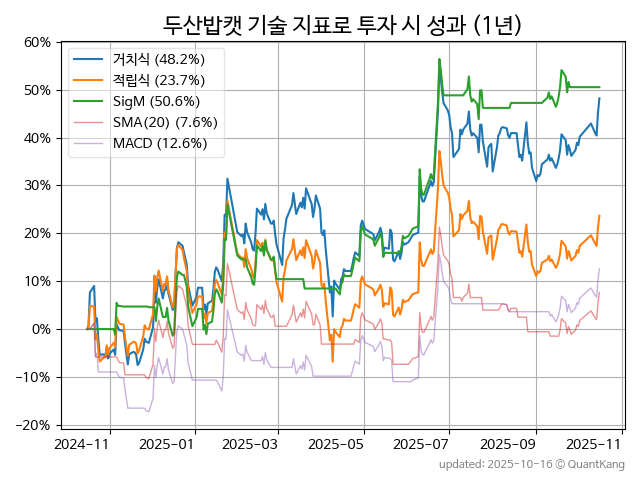 두산밥캣 기술 지표로 투자 시 성과 (1년)
60%
50%
40%
30%
20%
10%
0%
−10%
−20%
거치식 (48.2%)
적립식 (23.7%)
SigM (50.6%)
SMA(20) (7.6%)
MACD (12.6%)
2024-11 2025-01 2025-03 2025-05 2025-07 2025-09 2025-11
updated: 2025-10-16 © QuantKang